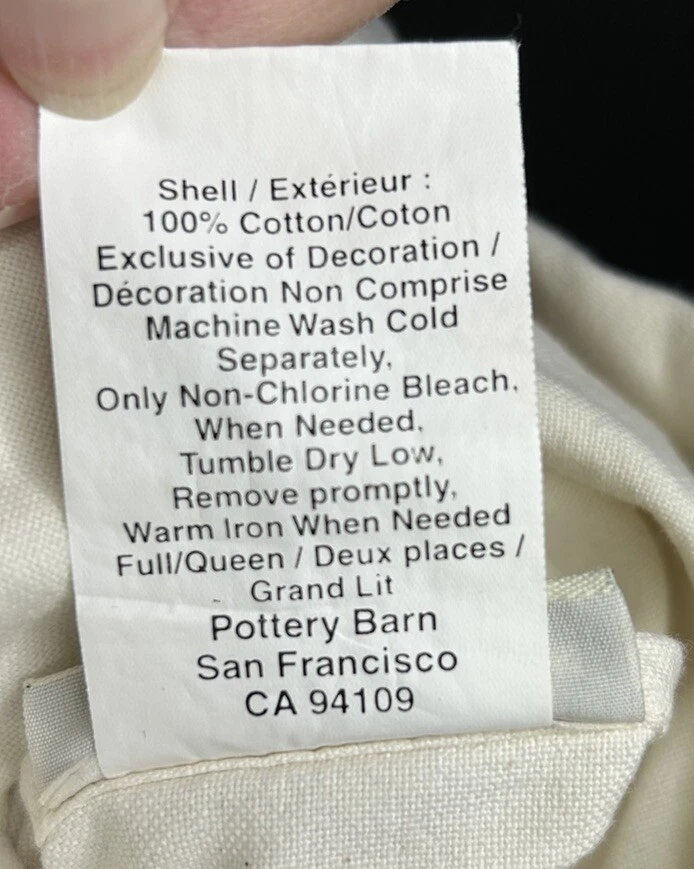 Shell / Extérieur :
100% Cotton/Coton
Exclusive of Decoration /
Décoration Non Comprise
Machine Wash Cold
Separately,
Only Non-Chlorine Bleach,
When Needed,
Tumble Dry Low,
Remove promptly,
Warm Iron When Needed
Full/Queen / Deux places /
Grand Lit
Pottery Barn
San Francisco
CA 94109